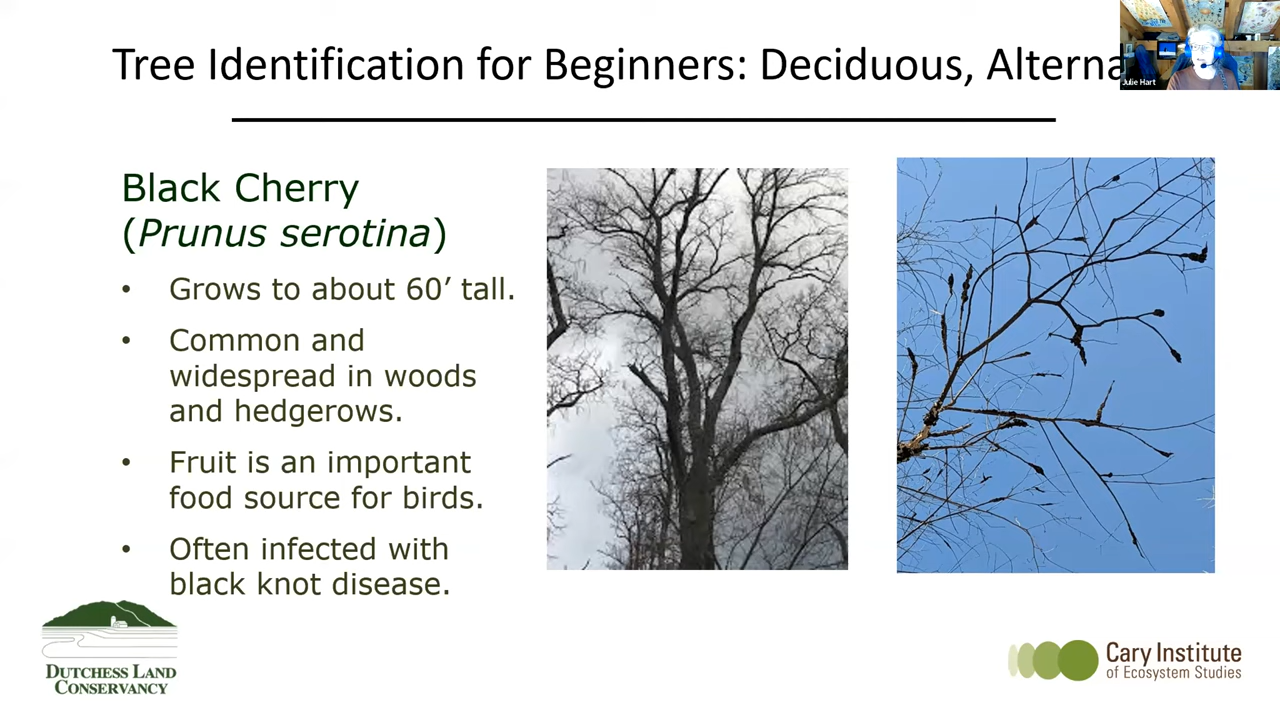 Tree Identification for Beginners: Deciduous, Alterna
Julie Hart
Black Cherry
(Prunus serotina)
• Grows to about 60′ tall.
• Common and
widespread in woods
and hedgerows.
• Fruit is an important
food source for birds.
• Often infected with
black knot disease.
DUTCHESS LAND
CONSERVANCY
Cary Institute
of Ecosystem Studies